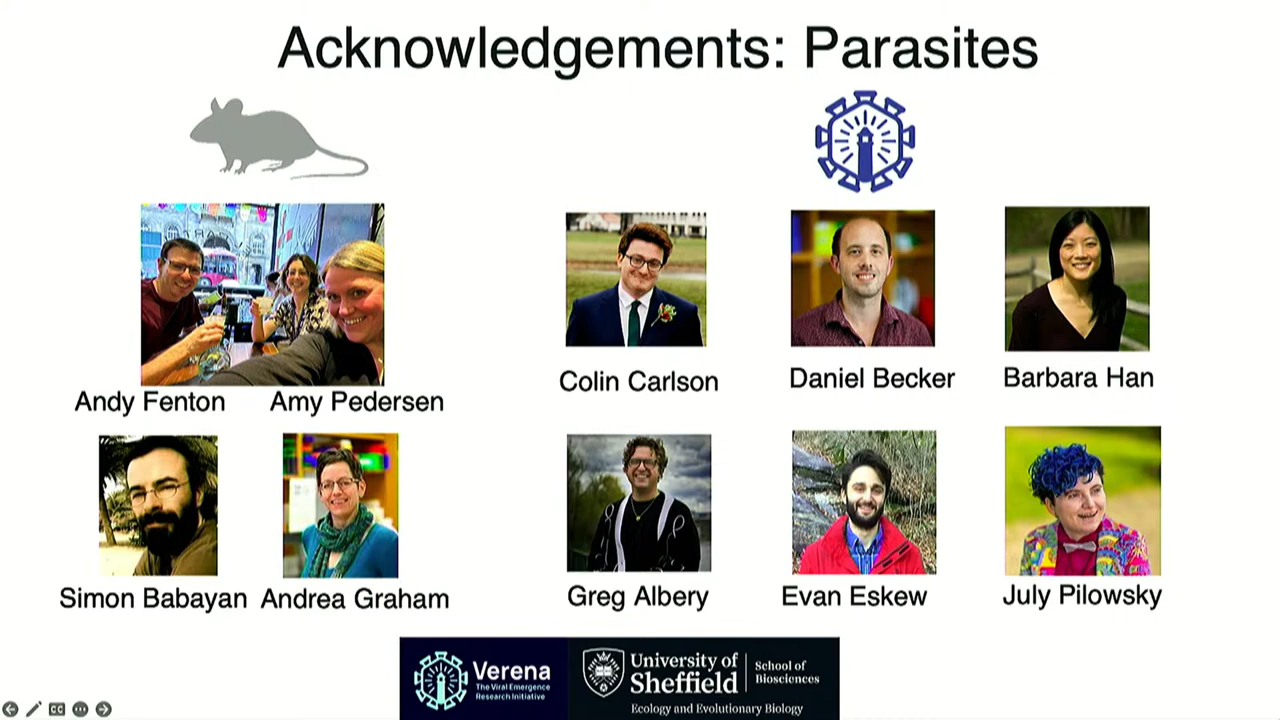 Acknowledgements: Parasites
Andy Fenton
Amy Pedersen
Simon Babayan
Andrea Graham
Colin Carlson
Daniel Becker
Barbara Han
Greg Albery
Evan Eskew
July Pilowsky
Verena
The Viral Emergence
Research Initiative
University of
Sheffield
School of
Biosciences
Ecology and Evolutionary Biology
CC